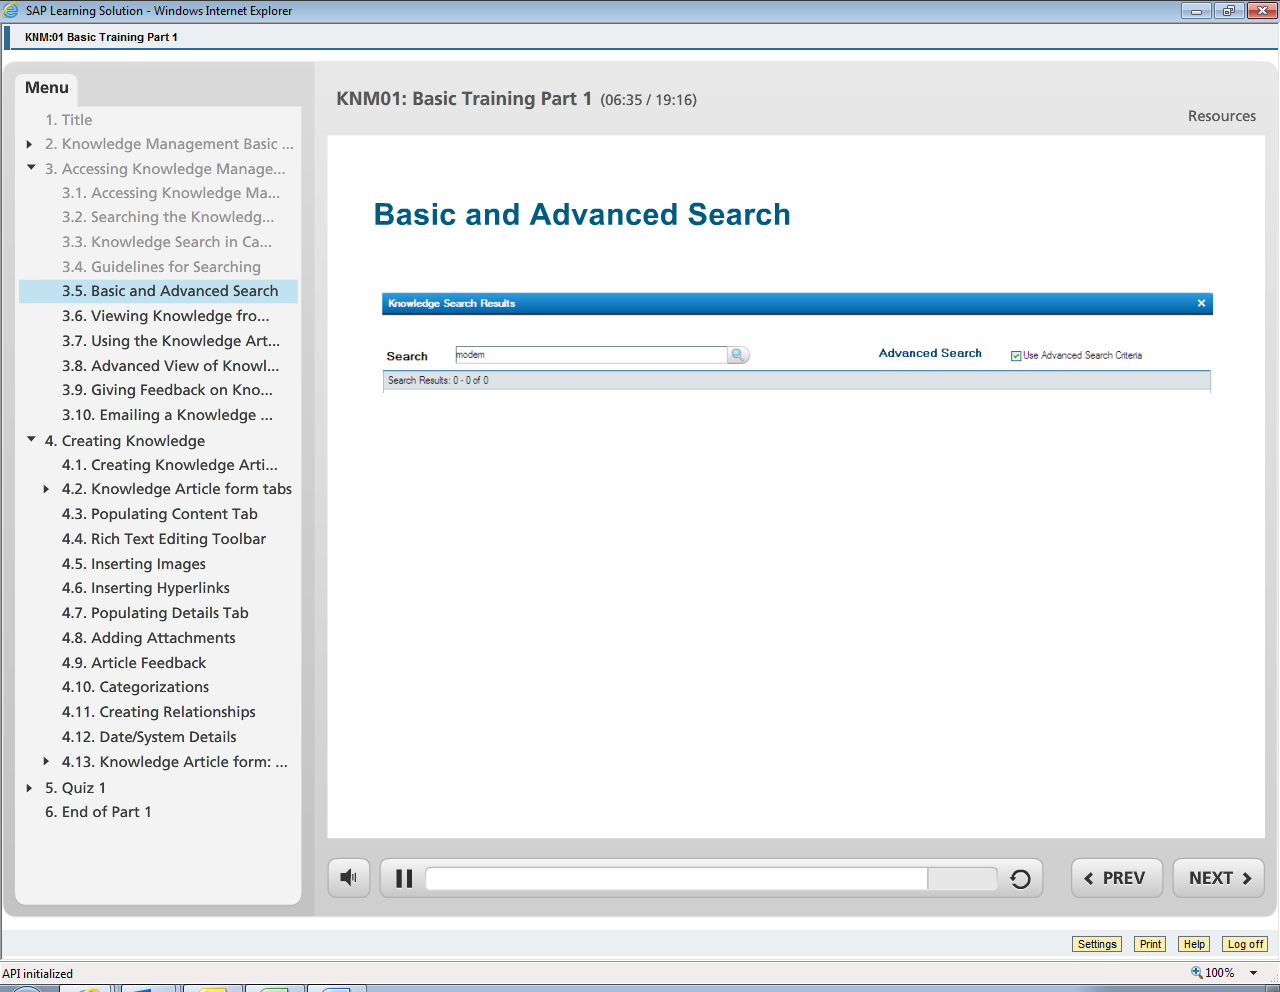 SAP Learning Solution - Windows Internet Explorer
KNM:01 Basic Training Part 1
Menu
1. Title
2. Knowledge Management Basic ...
3. Accessing Knowledge Manage...
3.1. Accessing Knowledge Ma...
3.2. Searching the Knowledg...
3.3. Knowledge Search in Ca...
3.4. Guidelines for Searching
3.5. Basic and Advanced Search
3.6. Viewing Knowledge fro...
3.7. Using the Knowledge Art...
3.8. Advanced View of Knowl...
3.9. Giving Feedback on Kno...
3.10. Emailing a Knowledge ...
4. Creating Knowledge
4.1. Creating Knowledge Arti...
4.2. Knowledge Article form tabs
4.3. Populating Content Tab
4.4. Rich Text Editing Toolbar
4.5. Inserting Images
4.6. Inserting Hyperlinks
4.7. Populating Details Tab
4.8. Adding Attachments
4.9. Article Feedback
4.10. Categorizations
4.11. Creating Relationships
4.12. Date/System Details
4.13. Knowledge Article form: ...
5. Quiz 1
6. End of Part 1
KNM01: Basic Training Part 1 (06:35 / 19:16)
Resources
Basic and Advanced Search
Knowledge Search Results
Search modem Advanced Search Use Advanced Search Criteria
Search Results: 0 - 0 of 0
PREV NEXT
Settings Print Help Log off
API initialized 100%